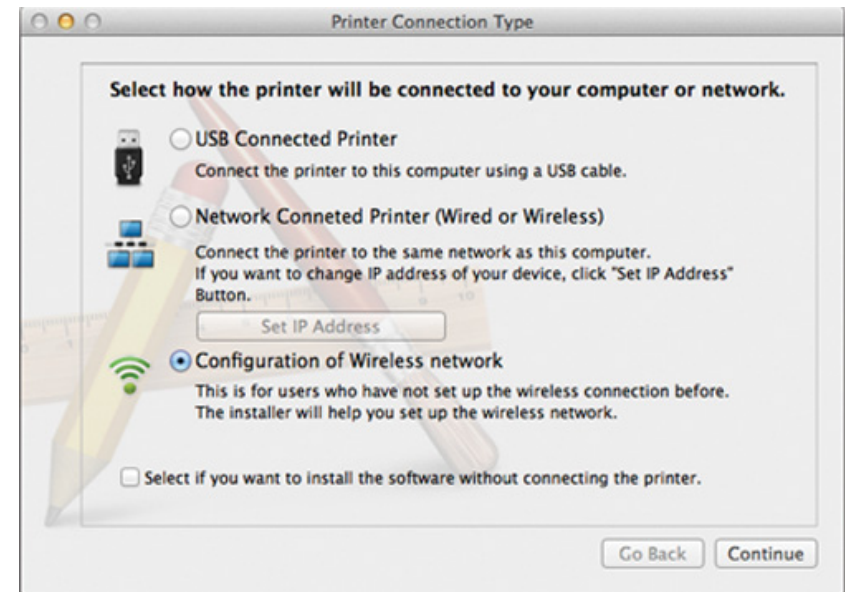 Printer Connection Type
Select how the printer will be connected to your computer or network.
USB Connected Printer
Connect the printer to this computer using a USB cable.
Network Conneted Printer (Wired or Wireless)
Connect the printer to the same network as this computer.
If you want to change IP address of your device, click "Set IP Address"
Button.
Set IP Address
Configuration of Wireless network
This is for users who have not set up the wireless connection before.
The installer will help you set up the wireless network.
Select if you want to install the software without connecting the printer.
Go Back Continue